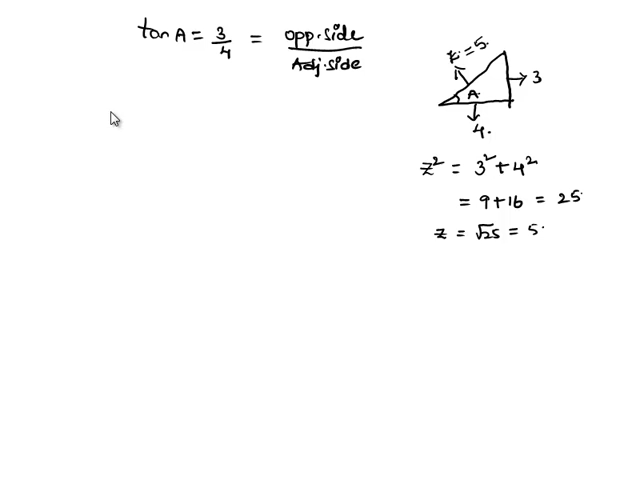 tan A = 3/4 = opp. side / Adj. side
z = 5.
A.
3
4.
z² = 3² + 4²
= 9 + 16 = 25.
z = √25 = 5.